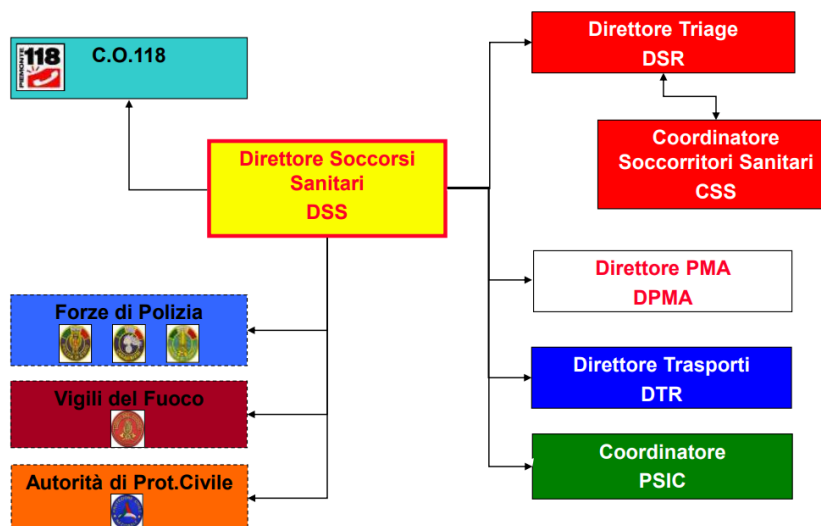 PIEMONTE
118
C.O.118
Direttore Triage
DSR
Coordinatore
Soccorritori Sanitari
CSS
Direttore Soccorsi
Sanitari
DSS
Direttore PMA
DPMA
Forze di Polizia
Direttore Trasporti
DTR
Vigili del Fuoco
Coordinatore
PSIC
Autorità di Prot.Civile